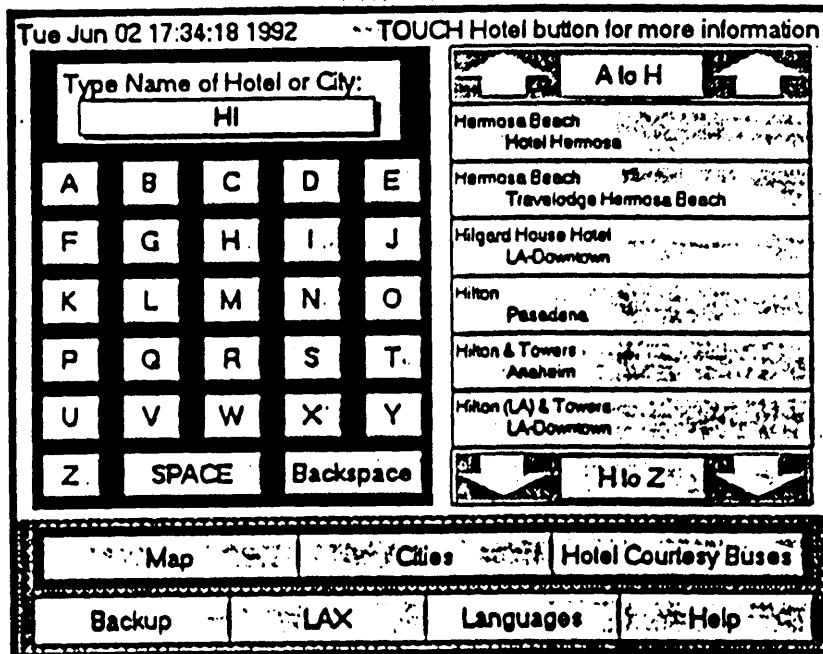 Tue Jun 02 17:34:18 1992 TOUCH Hotel button for more information
Type Name of Hotel or City:
HI
A B C D E
F G H I J
K L M N O
P Q R S T
U V W X Y
Z SPACE Backspace
A to H
Hermosa Beach
Hotel Hermosa
Hermosa Beach
Travelodge Hermosa Beach
Hilgard House Hotel
LA-Downtown
Hilton
Pasadena
Hilton & Towers
Anaheim
Hilton (LA) & Towers
LA-Downtown
H to Z
Map Cities Hotel Courtesy Buses
Backup LAX Languages Help